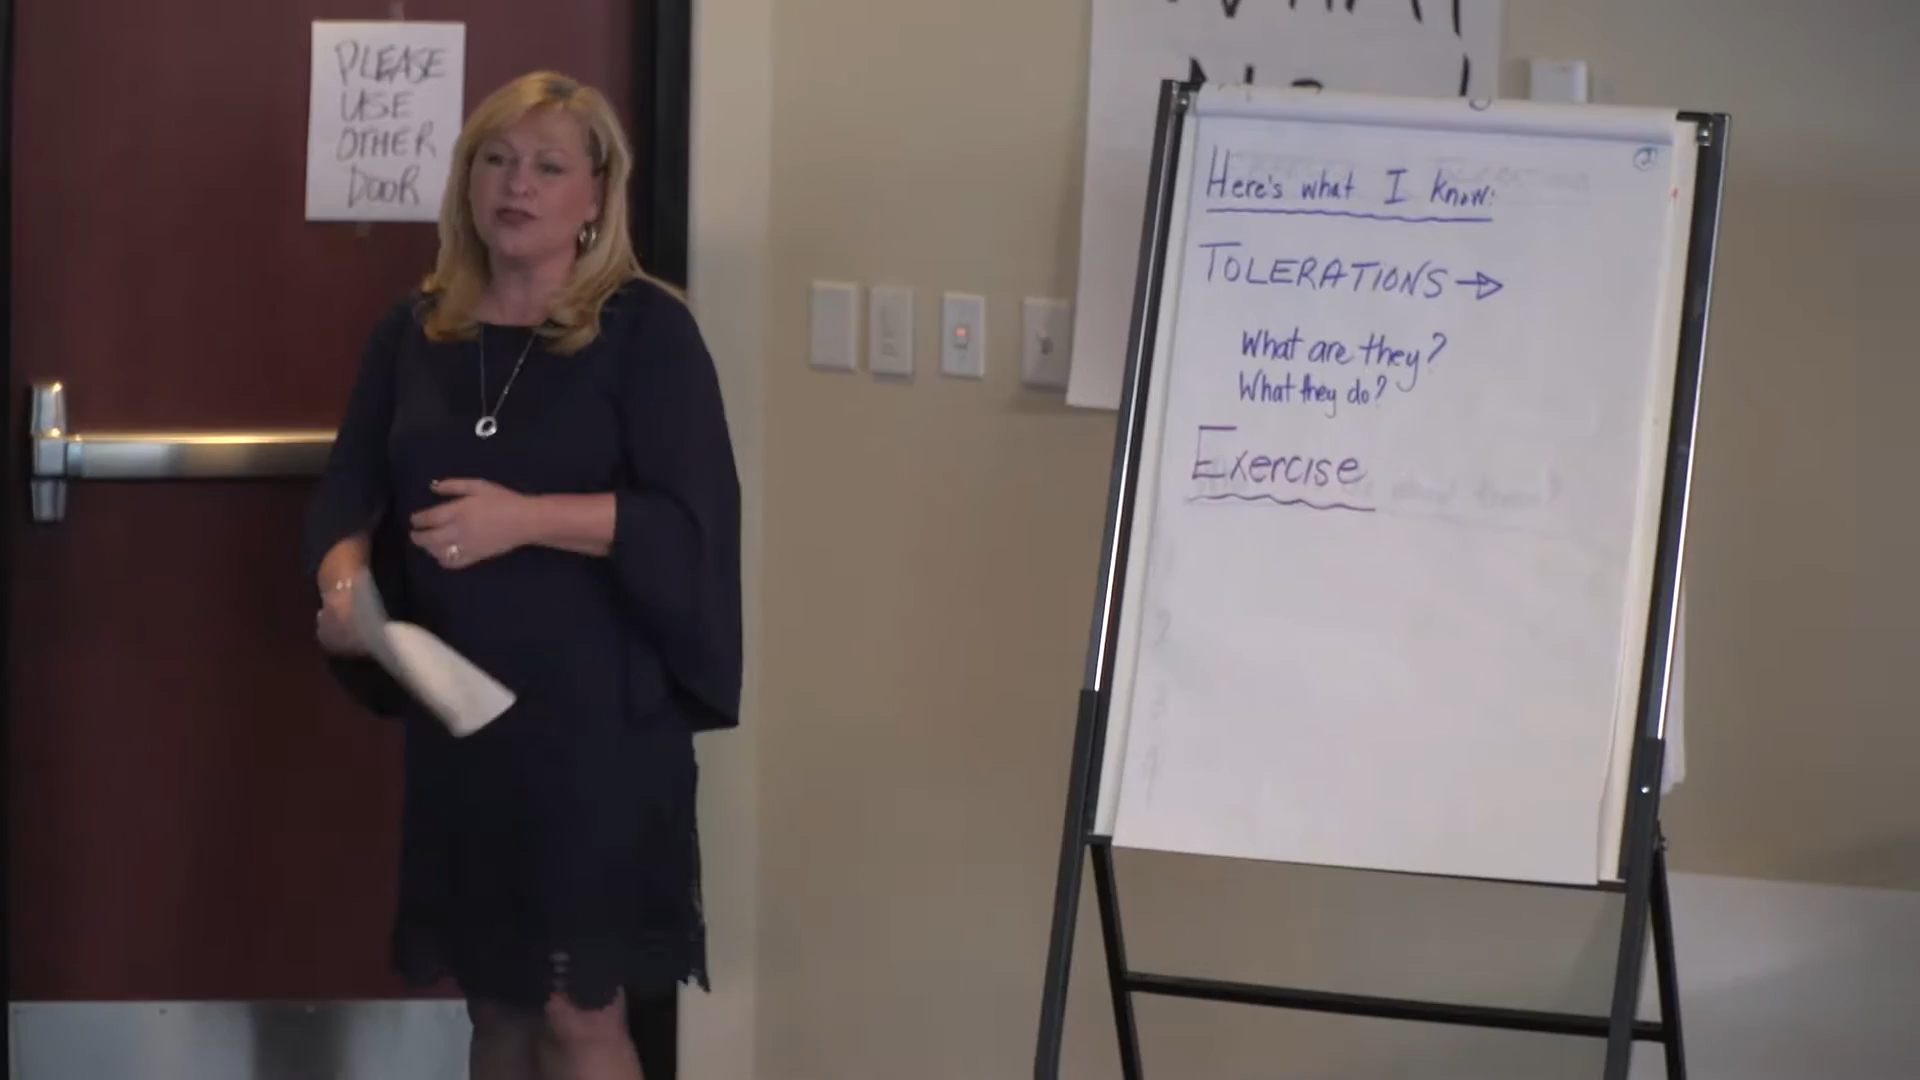 PLEASE
USE
OTHER
DOOR
Here's what I know:
TOLERATIONS →
What are they?
What they do?
Exercise